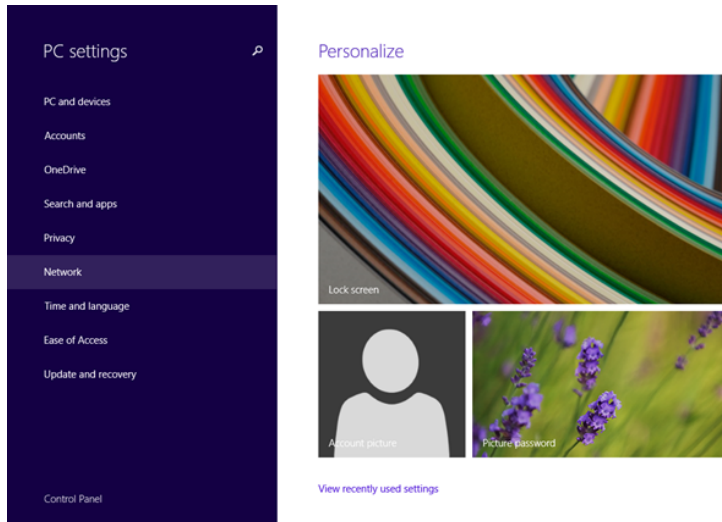 PC settings
PC and devices
Accounts
OneDrive
Search and apps
Privacy
Network
Time and language
Ease of Access
Update and recovery
Control Panel
Personalize
Lock screen
Account picture
Picture password
View recently used settings